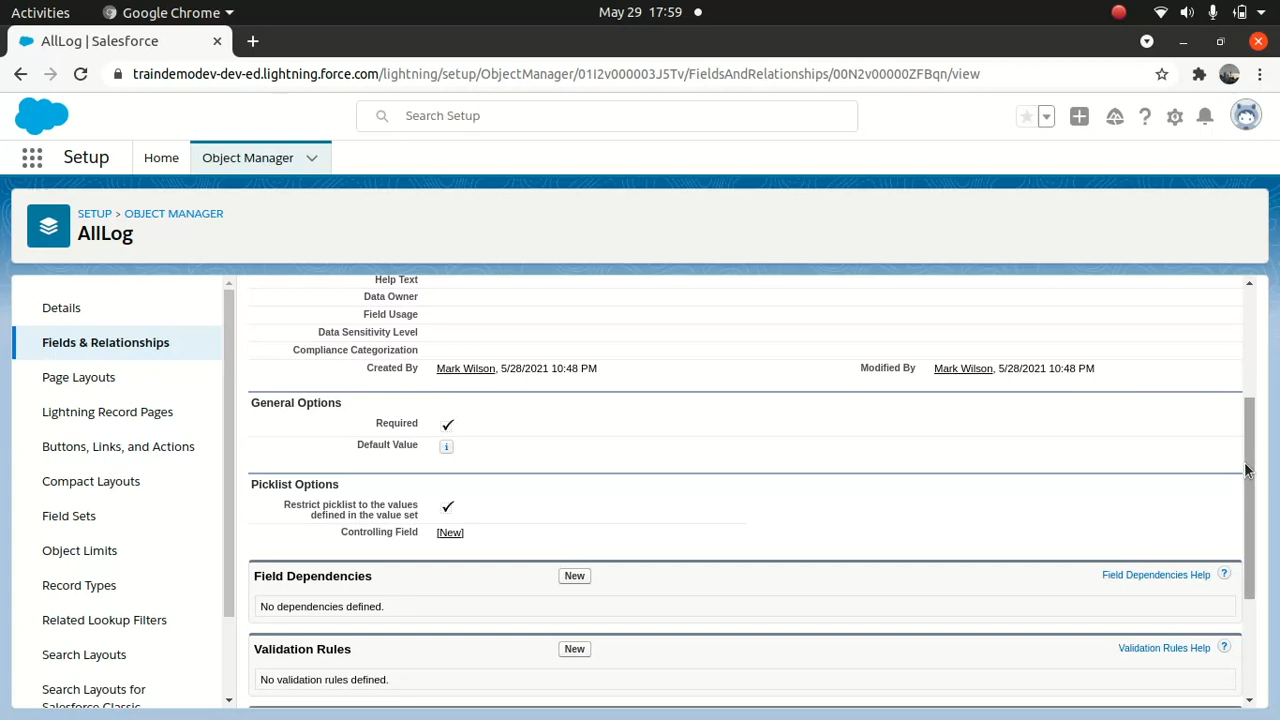 Activities Google Chrome May 29 17:59
AllLog | Salesforce
traindemodev-dev-ed.lightning.force.com/lightning/setup/ObjectManager/01I2v000003J5Tv/FieldsAndRelationships/00N2v00000ZFBqn/view
Search Setup
Setup Home Object Manager
SETUP > OBJECT MANAGER
AllLog
Details
Fields & Relationships
Page Layouts
Lightning Record Pages
Buttons, Links, and Actions
Compact Layouts
Field Sets
Object Limits
Record Types
Related Lookup Filters
Search Layouts
Search Layouts for
Salesforce Classic
Help Text
Data Owner
Field Usage
Data Sensitivity Level
Compliance Categorization
Created By Mark Wilson, 5/28/2021 10:48 PM Modified By Mark Wilson, 5/28/2021 10:48 PM
General Options
Required
Default Value
Picklist Options
Restrict picklist to the values
defined in the value set
Controlling Field [New]
Field Dependencies New Field Dependencies Help ?
No dependencies defined.
Validation Rules New Validation Rules Help ?
No validation rules defined.